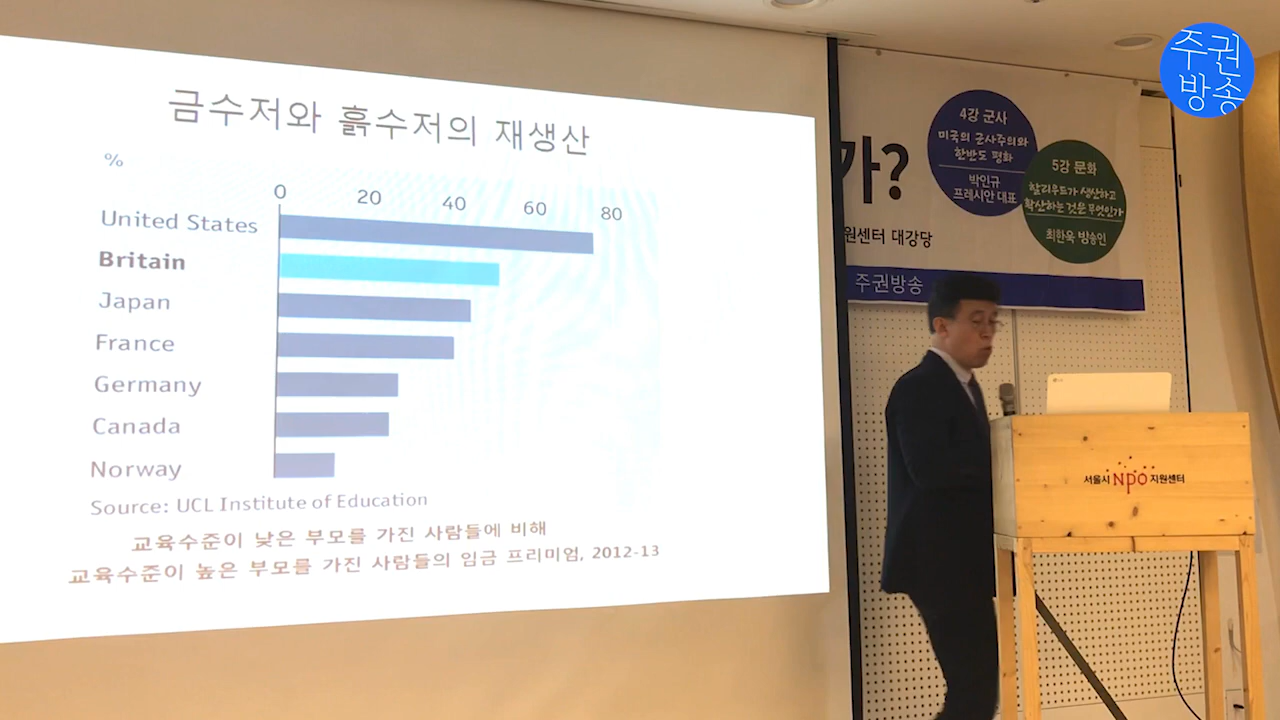 금수저와 흙수저의 재생산
%
0 20 40 60 80
United States
Britain
Japan
France
Germany
Canada
Norway
Source: UCL Institute of Education
교육수준이 낮은 부모를 가진 사람들에 비해
교육수준이 높은 부모를 가진 사람들의 임금 프리미엄, 2012-13
주권
방송
가?
4강 군사
미국의 군사주의와
한반도 평화
박인규
프레시안 대표
5강 문화
할리우드가 생산하고
확산하는 것은 무엇인가
최한욱 방송인
원센터 대강당
주권방송
LG
서울시 npo 지원센터